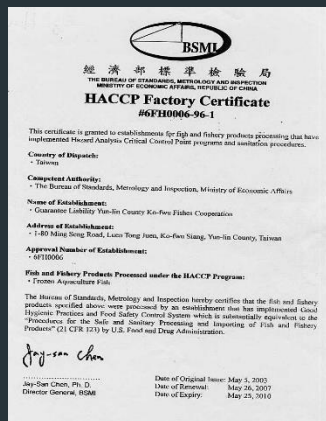 BSMI
經濟部標準檢驗局
THE BUREAU OF STANDARDS, METROLOGY AND INSPECTION
MINISTRY OF ECONOMIC AFFAIRS, REPUBLIC OF CHINA
HACCP Factory Certificate
#6FH0006-96-1
This certificate is granted to establishments for fish and fishery products processing that have
implemented Hazard Analysis Critical Control Point programs and sanitation procedures.
Country of Dispatch:
- Taiwan
Competent Authority:
- The Bureau of Standards, Metrology and Inspection, Ministry of Economic Affairs
Name of Establishment:
- Guarantee Liability Yun-lin County Ko-fwu Fisher Cooperation
Address of Establishment:
- 1-80 Ming Song Road, Luen Tong Juen, Ko-fwu Siang, Yun-lin County, Taiwan
Approval Number of Establishment:
- 6FH0006
Fish and Fishery Products Processed under the HACCP Program:
- Frozen Aquaculture Fish
The Bureau of Standards, Metrology and Inspection hereby certifies that the fish and fishery
products specified above were processed by an establishment that has implemented Good
Hygienic Practices and Food Safety Control System which is substantially equivalent to the
"Procedures for the Safe and Sanitary Processing and Importing of Fish and Fishery
Products" (21 CFR 123) by U.S. Food and Drug Administration.
Jay-san Chen
Jay-San Chen, Ph. D.
Director General, BSMI
Date of Original Issue: May 5, 2003
Date of Renewal: May 26, 2007
Date of Expiry: May 25, 2010